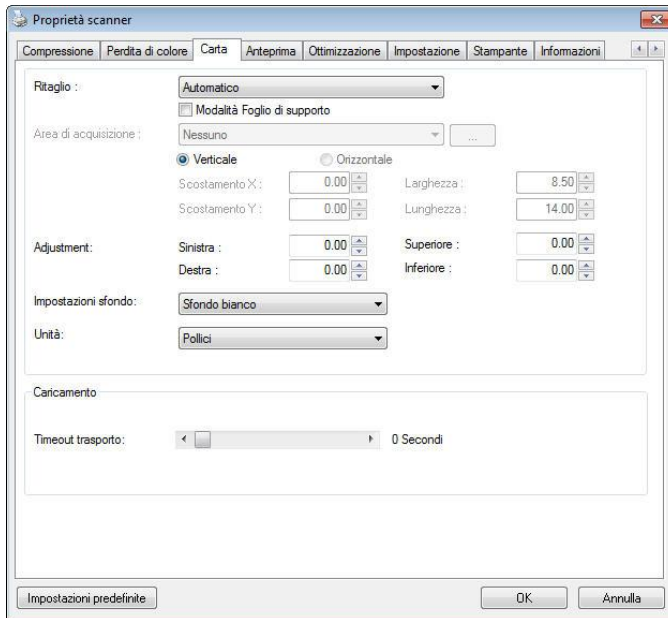 Proprietà scanner
Compressione Perdita di colore Carta Anteprima Ottimizzazione Impostazione Stampante Informazioni
Ritaglio : Automatico
Modalità Foglio di supporto
Area di acquisizione : Nessuno ...
Verticale Orizzontale
Scostamento X : 0.00 Larghezza : 8.50
Scostamento Y : 0.00 Lunghezza : 14.00
Adjustment: Sinistra : 0.00 Superiore : 0.00
Destra : 0.00 Inferiore : 0.00
Impostazioni sfondo: Sfondo bianco
Unità: Pollici
Caricamento
Timeout trasporto: 0 Secondi
Impostazioni predefinite OK Annulla